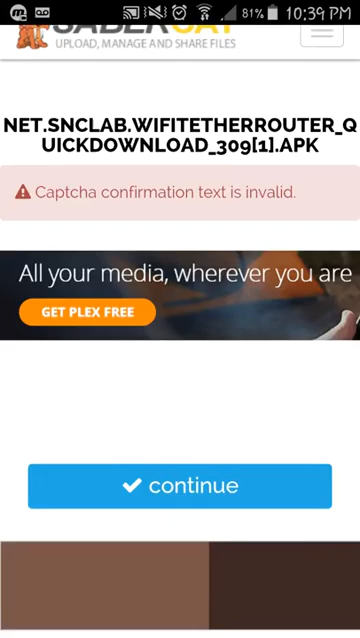 81% 10:39 PM
UPLOAD, MANAGE AND SHARE FILES
NET.SNCLAB.WIFITETHERROUTER_Q
UICKDOWNLOAD_309[1].APK
Captcha confirmation text is invalid.
All your media, wherever you are
GET PLEX FREE
continue